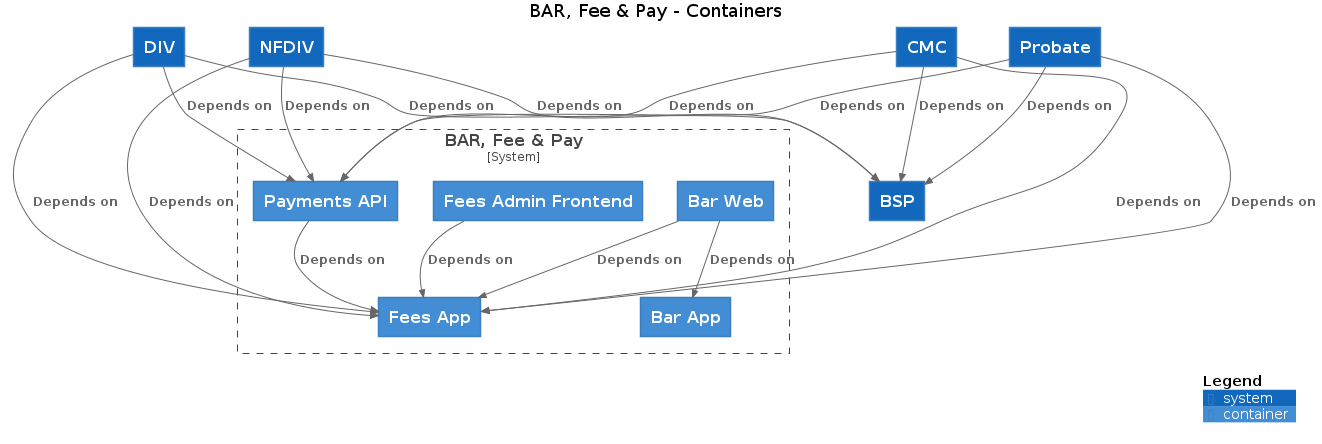 BAR, Fee & Pay - Containers
DIV
NFDIV
CMC
Probate
Depends on
Depends on
Depends on
Depends on
Depends on
Depends on
Depends on
Depends on
BAR, Fee & Pay
[System]
Payments API
Fees Admin Frontend
Bar Web
BSP
Depends on
Depends on
Depends on
Depends on
Depends on
Depends on
Depends on
Depends on
Fees App
Bar App
Legend
system
container